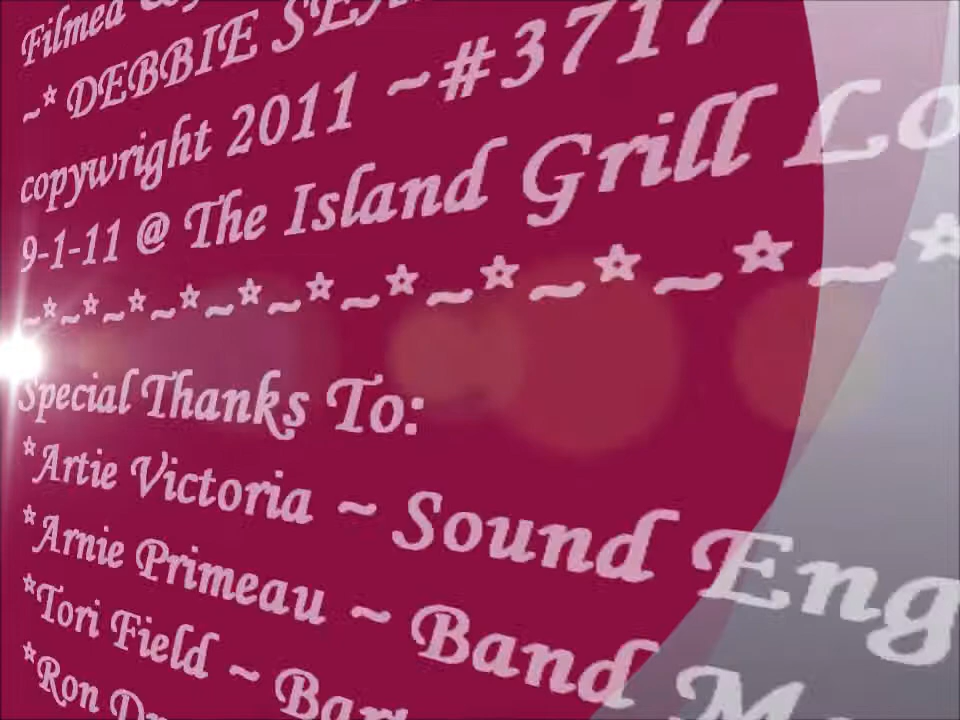 Filmed
~* DEBBIE
copywright 2011 ~#3717
9-1-11 @ The Island Grill
~*~*~*~*~*~*~*~*~*~*
Special Thanks To:
*Artie Victoria ~ Sound
*Arnie Primeau ~ Band
*Tori Field ~
*Ron